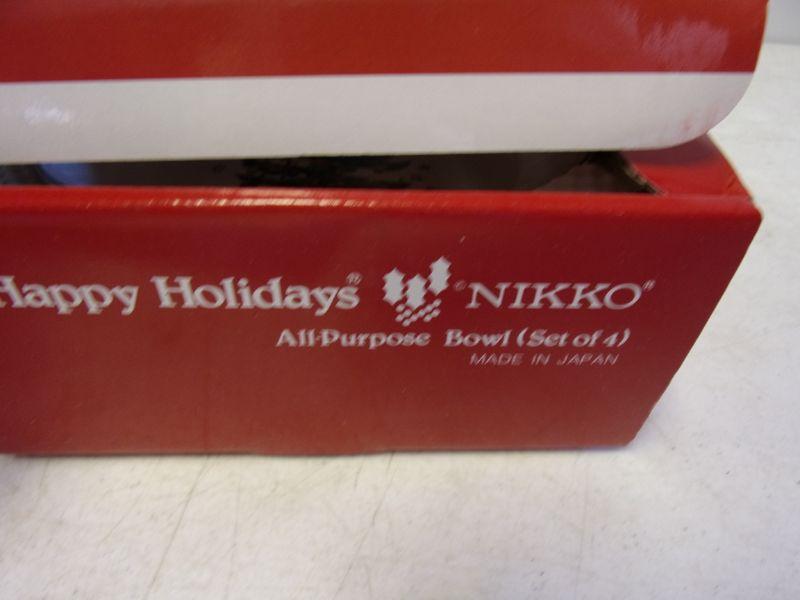 Happy Holidays® © NIKKO®
All-Purpose Bowl (Set of 4)
MADE IN JAPAN